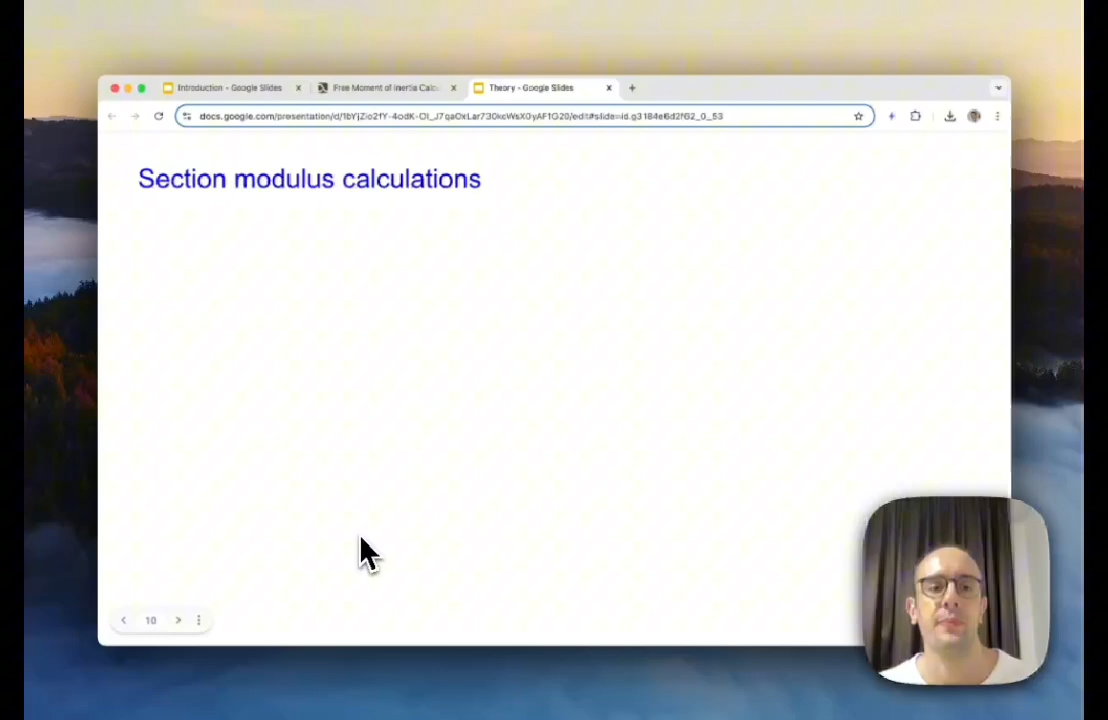 Introduction - Google Slides
Free Moment of Inertia Calc
Theory - Google Slides
Section modulus calculations
10